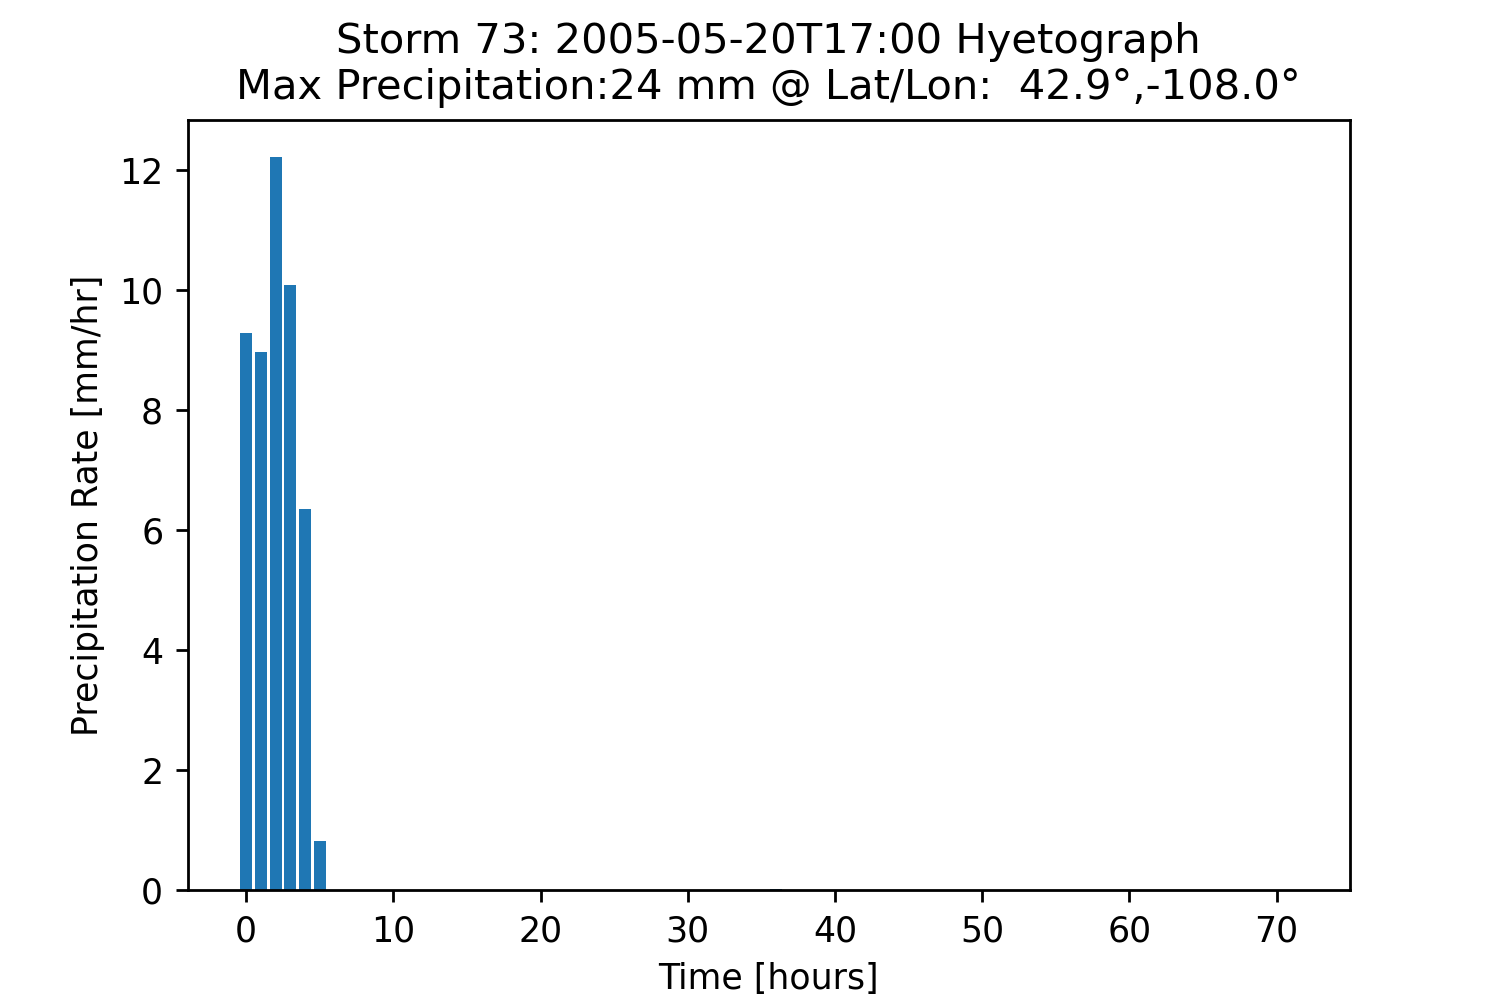 Storm 73: 2005-05-20T17:00 Hyetograph
Max Precipitation:24 mm @ Lat/Lon:  42.9°,-108.0°
12
10
8
6
4
2
0
Precipitation Rate [mm/hr]
0 10 20 30 40 50 60 70
Time [hours]